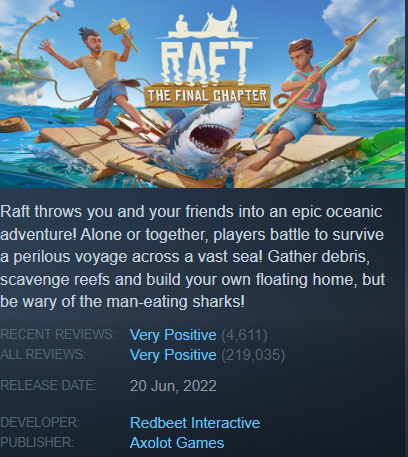 RAFT
THE FINAL CHAPTER
Raft throws you and your friends into an epic oceanic
adventure! Alone or together, players battle to survive
a perilous voyage across a vast sea! Gather debris,
scavenge reefs and build your own floating home, but
be wary of the man-eating sharks!
RECENT REVIEWS: Very Positive (4,611)
ALL REVIEWS: Very Positive (219,035)
RELEASE DATE: 20 Jun, 2022
DEVELOPER: Redbeet Interactive
PUBLISHER: Axolot Games